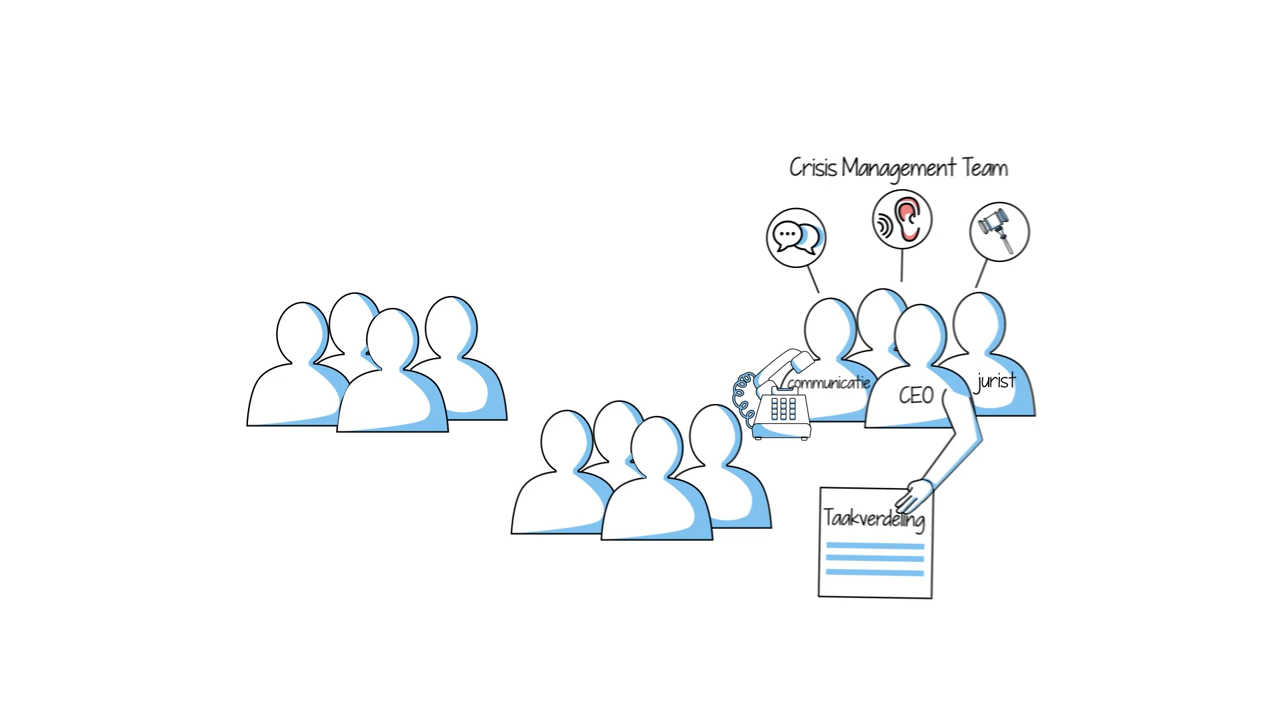 Crisis Management Team
communicatie
CEO
jurist
Taakverdeling